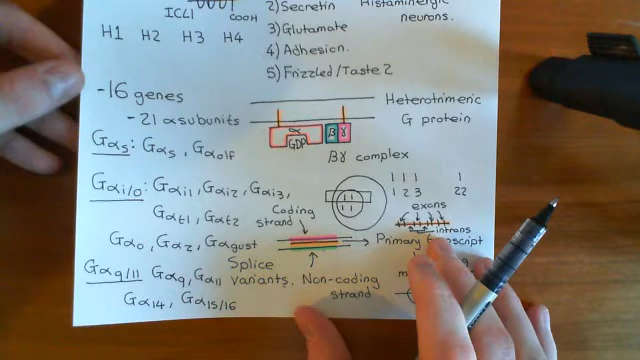 ICL1
COOH
2) Secretin
Histaminergic
neurons.
H1 H2 H3 H4
3) Glutamate
4) Adhesion.
5) Frizzled/Taste 2
-16 genes
-21 α subunits
Heterotrimeric
G protein
α
GDP
β
γ
βγ complex
Gαs: Gαs, Gαolf
Gαi/o: Gαi1, Gαi2, Gαi3,
Gαt1, Gαt2
Gαo, Gαz, Gαgust
1 1 1 1
1 2 3 22
exons
introns
Coding
strand
Primary transcript
Splice
variants.
Non-coding
strand
Gαq/11 Gαq, Gα11
Gα14, Gα15/16